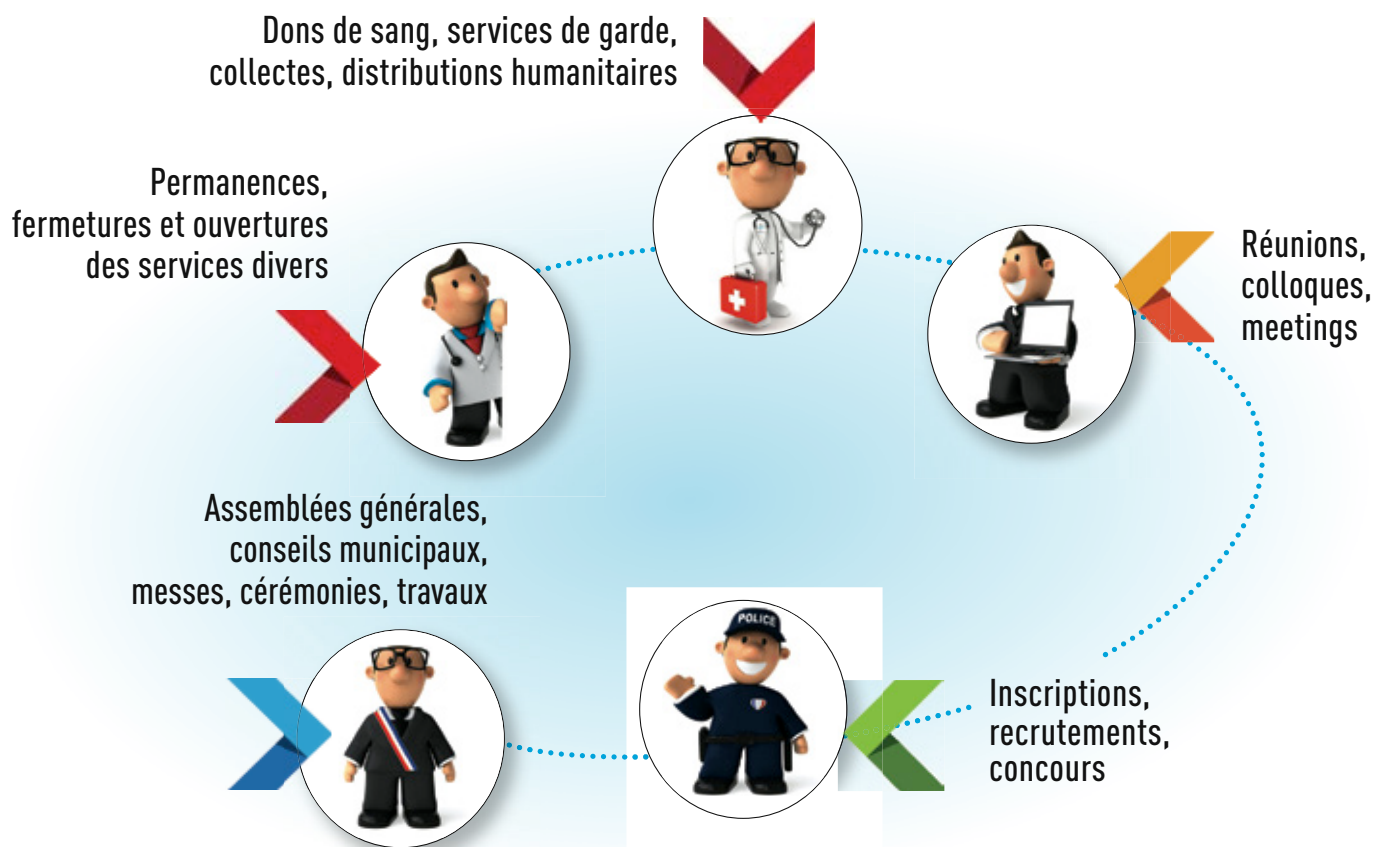 Dons de sang, services de garde,
collectes, distributions humanitaires
Permanences,
fermetures et ouvertures
des services divers
Réunions,
colloques,
meetings
Assemblées générales,
conseils municipaux,
messes, cérémonies, travaux
POLICE
Inscriptions,
recrutements,
concours